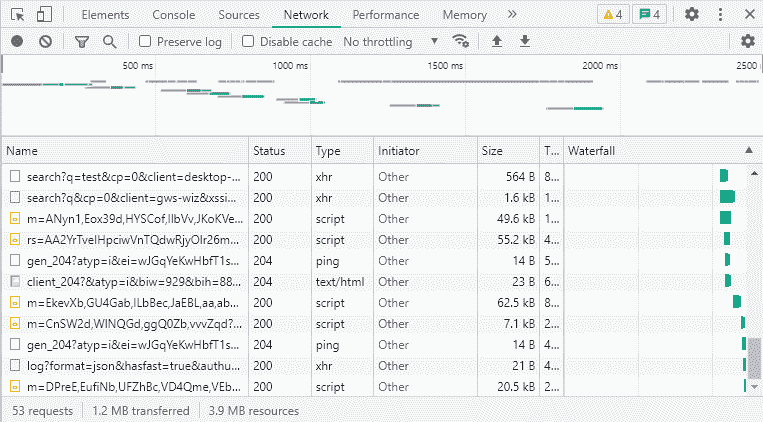 Elements Console Sources Network Performance Memory » 4 4
Preserve log Disable cache No throttling
500 ms 1000 ms 1500 ms 2000 ms 2500
Name Status Type Initiator Size T... Waterfall
search?q=test&cp=0&client=desktop-... 200 xhr Other 564 B 8...
search?q&cp=0&client=gws-wiz&xssi... 200 xhr Other 1.6 kB 1...
m=ANyn1,Eox39d,HYSCof,IIbVv,JKoKVe... 200 script Other 49.6 kB 1...
rs=AA2YrTvelHpciwVnTQdwRjyOlr26m... 200 script Other 55.2 kB 4...
gen_204?atyp=i&ei=wJGqYeKwHbfT1s... 204 ping Other 14 B 5...
client_204?&atyp=i&biw=929&bih=88... 204 text/html Other 23 B 6...
m=EkevXb,GU4Gab,ILbBec,JaEBL,aa,ab... 200 script Other 62.5 kB 8...
m=CnSW2d,WINQGd,ggQ0Zb,vvvZqd?... 200 script Other 7.1 kB 2...
gen_204?atyp=i&ei=wJGqYeKwHbfT1s... 204 ping Other 14 B 4...
log?format=json&hasfast=true&authu... 200 xhr Other 21 B 4...
m=DPreE,EufiNb,UFZhBc,VD4Qme,VEb... 200 script Other 20.5 kB 2...
53 requests 1.2 MB transferred 3.9 MB resources